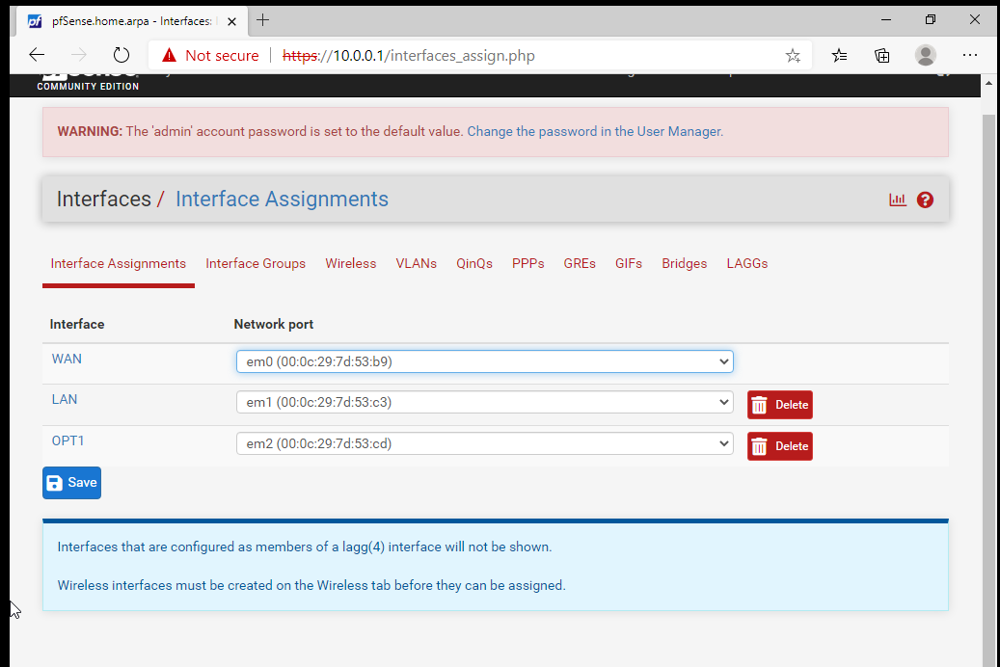 pfSense.home.arpa - Interfaces:
Not secure https://10.0.0.1/interfaces_assign.php
COMMUNITY EDITION
WARNING: The 'admin' account password is set to the default value. Change the password in the User Manager.
Interfaces / Interface Assignments
Interface Assignments Interface Groups Wireless VLANs QinQs PPPs GREs GIFs Bridges LAGGs
Interface Network port
WAN em0 (00:0c:29:7d:53:b9)
LAN em1 (00:0c:29:7d:53:c3) Delete
OPT1 em2 (00:0c:29:7d:53:cd) Delete
Save
Interfaces that are configured as members of a lagg(4) interface will not be shown.
Wireless interfaces must be created on the Wireless tab before they can be assigned.